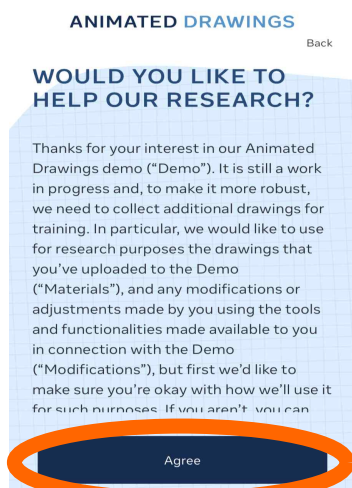 ANIMATED DRAWINGS
Back
WOULD YOU LIKE TO
HELP OUR RESEARCH?
Thanks for your interest in our Animated
Drawings demo (“Demo”). It is still a work
in progress and, to make it more robust,
we need to collect additional drawings for
training. In particular, we would like to use
for research purposes the drawings that
you’ve uploaded to the Demo
(“Materials”), and any modifications or
adjustments made by you using the tools
and functionalities made available to you
in connection with the Demo
(“Modifications”), but first we’d like to
make sure you’re okay with how we’ll use it
for such purposes. If you aren’t, you can
Agree